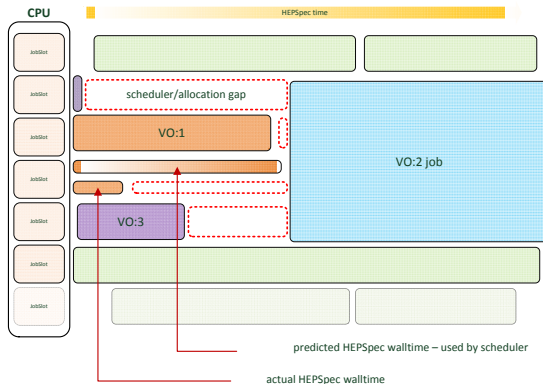 CPU
HEPSpec time
JobSlot
JobSlot
scheduler/allocation gap
JobSlot
VO:1
VO:2 job
JobSlot
JobSlot
VO:3
JobSlot
JobSlot
predicted HEPSpec walltime – used by scheduler
actual HEPSpec walltime